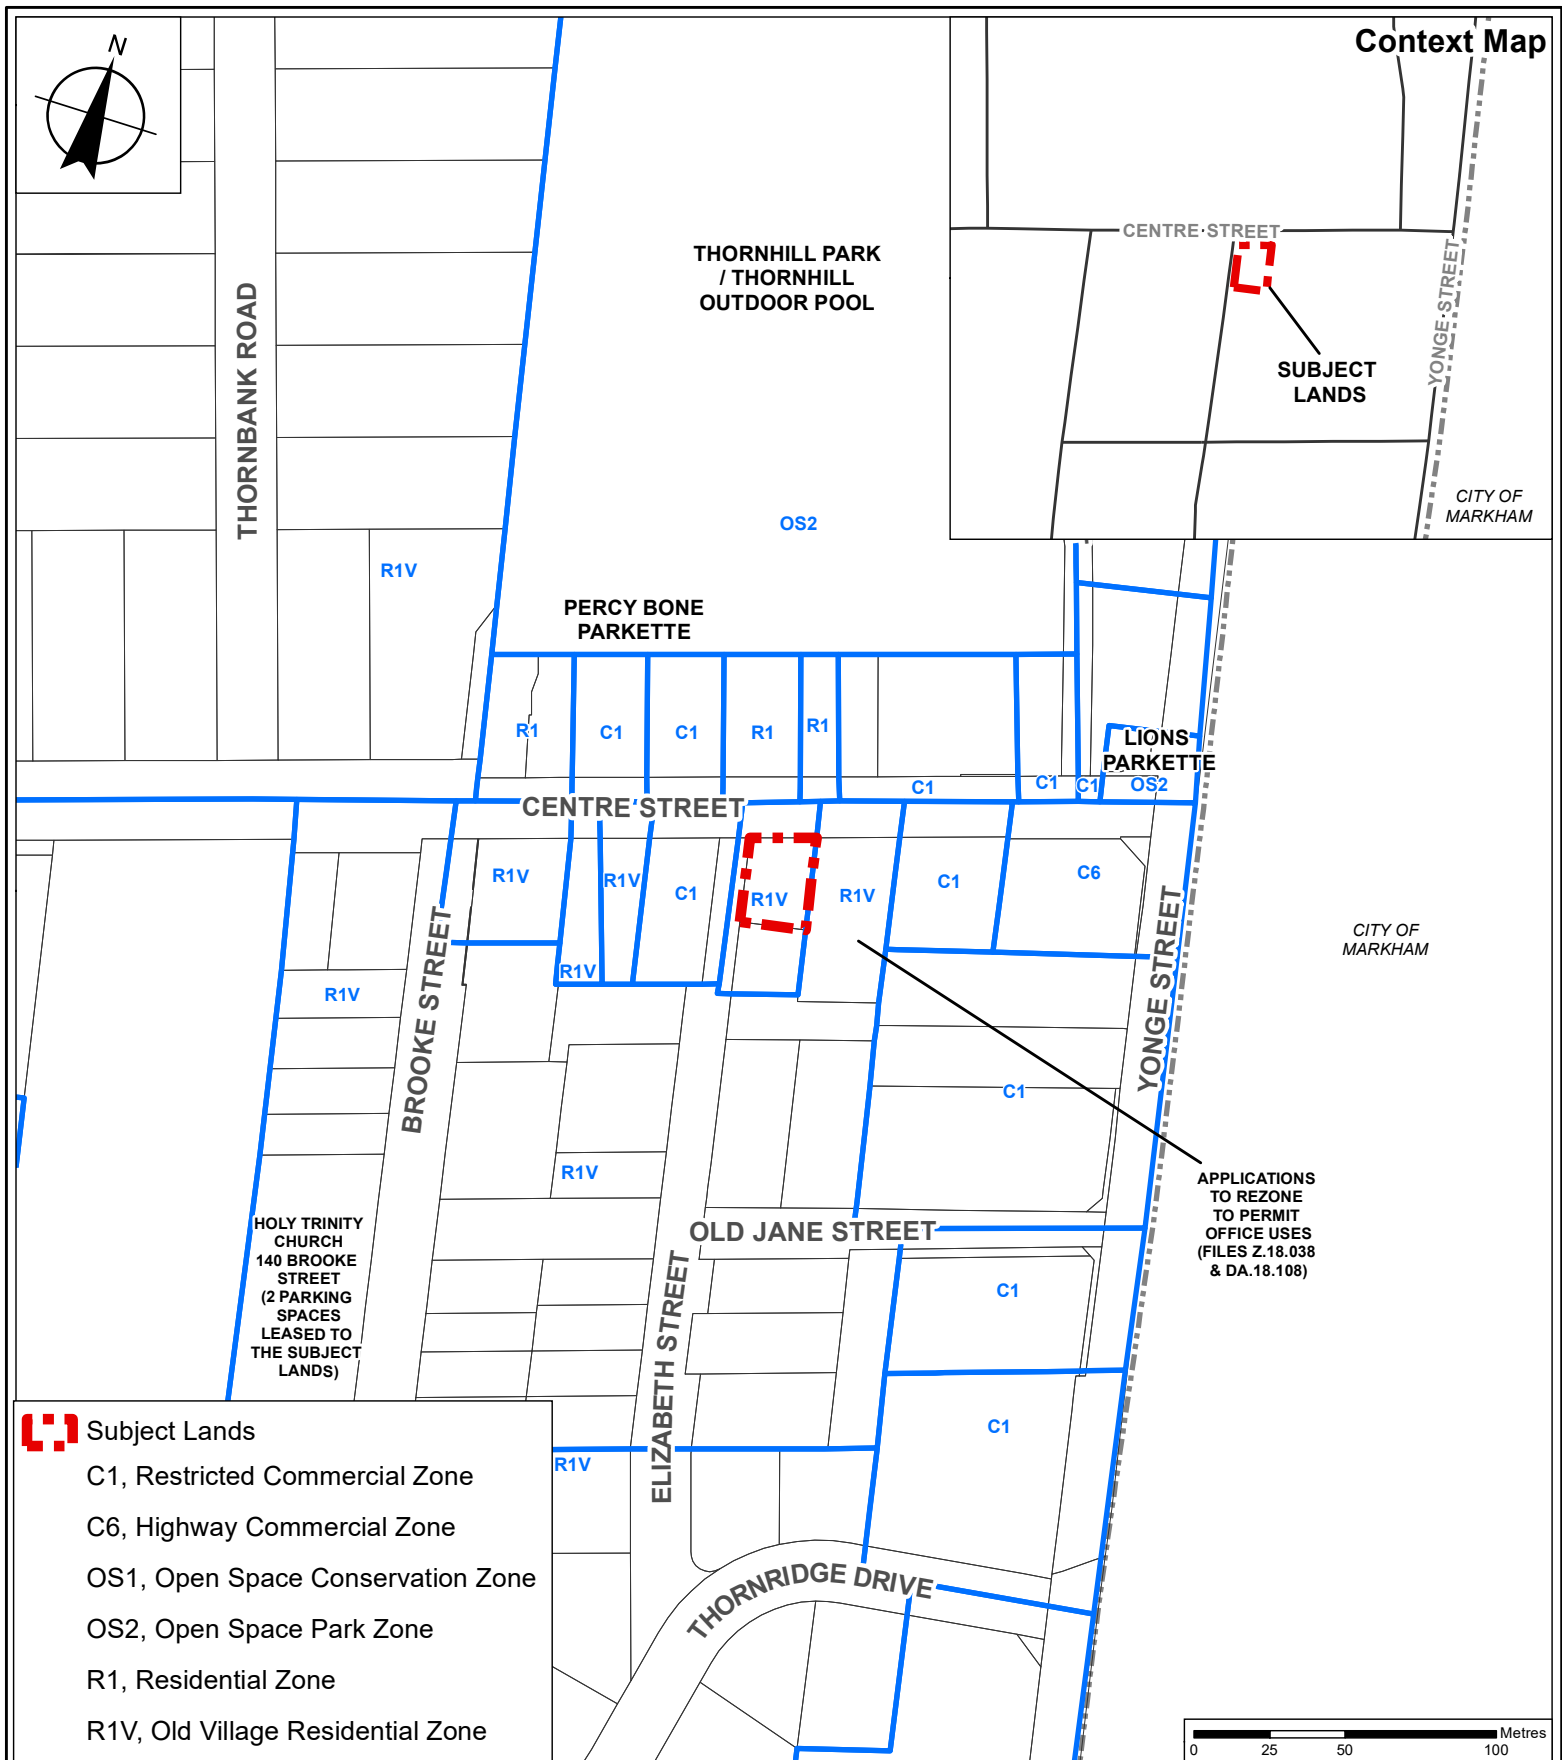 N
Context Map
CENTRE STREET
YONGE STREET
SUBJECT
LANDS
CITY OF
MARKHAM
THORNBANK ROAD
THORNHILL PARK
/ THORNHILL
OUTDOOR POOL
OS2
R1V
PERCY BONE
PARKETTE
R1
C1
C1
R1
R1
C1
C1
C1
LIONS
PARKETTE
OS2
CENTRE STREET
R1V
R1V
C1
R1V
R1V
C1
C6
R1V
R1V
BROOKE STREET
YONGE STREET
CITY OF
MARKHAM
C1
R1V
APPLICATIONS
TO REZONE
TO PERMIT
OFFICE USES
(FILES Z.18.038
& DA.18.108)
HOLY TRINITY
CHURCH
140 BROOKE
STREET
(2 PARKING
SPACES
LEASED TO
THE SUBJECT
LANDS)
OLD JANE STREET
ELIZABETH STREET
C1
C1
R1V
THORNRIDGE DRIVE
Subject Lands
C1, Restricted Commercial Zone
C6, Highway Commercial Zone
OS1, Open Space Conservation Zone
OS2, Open Space Park Zone
R1, Residential Zone
R1V, Old Village Residential Zone
Metres
0 25 50 100